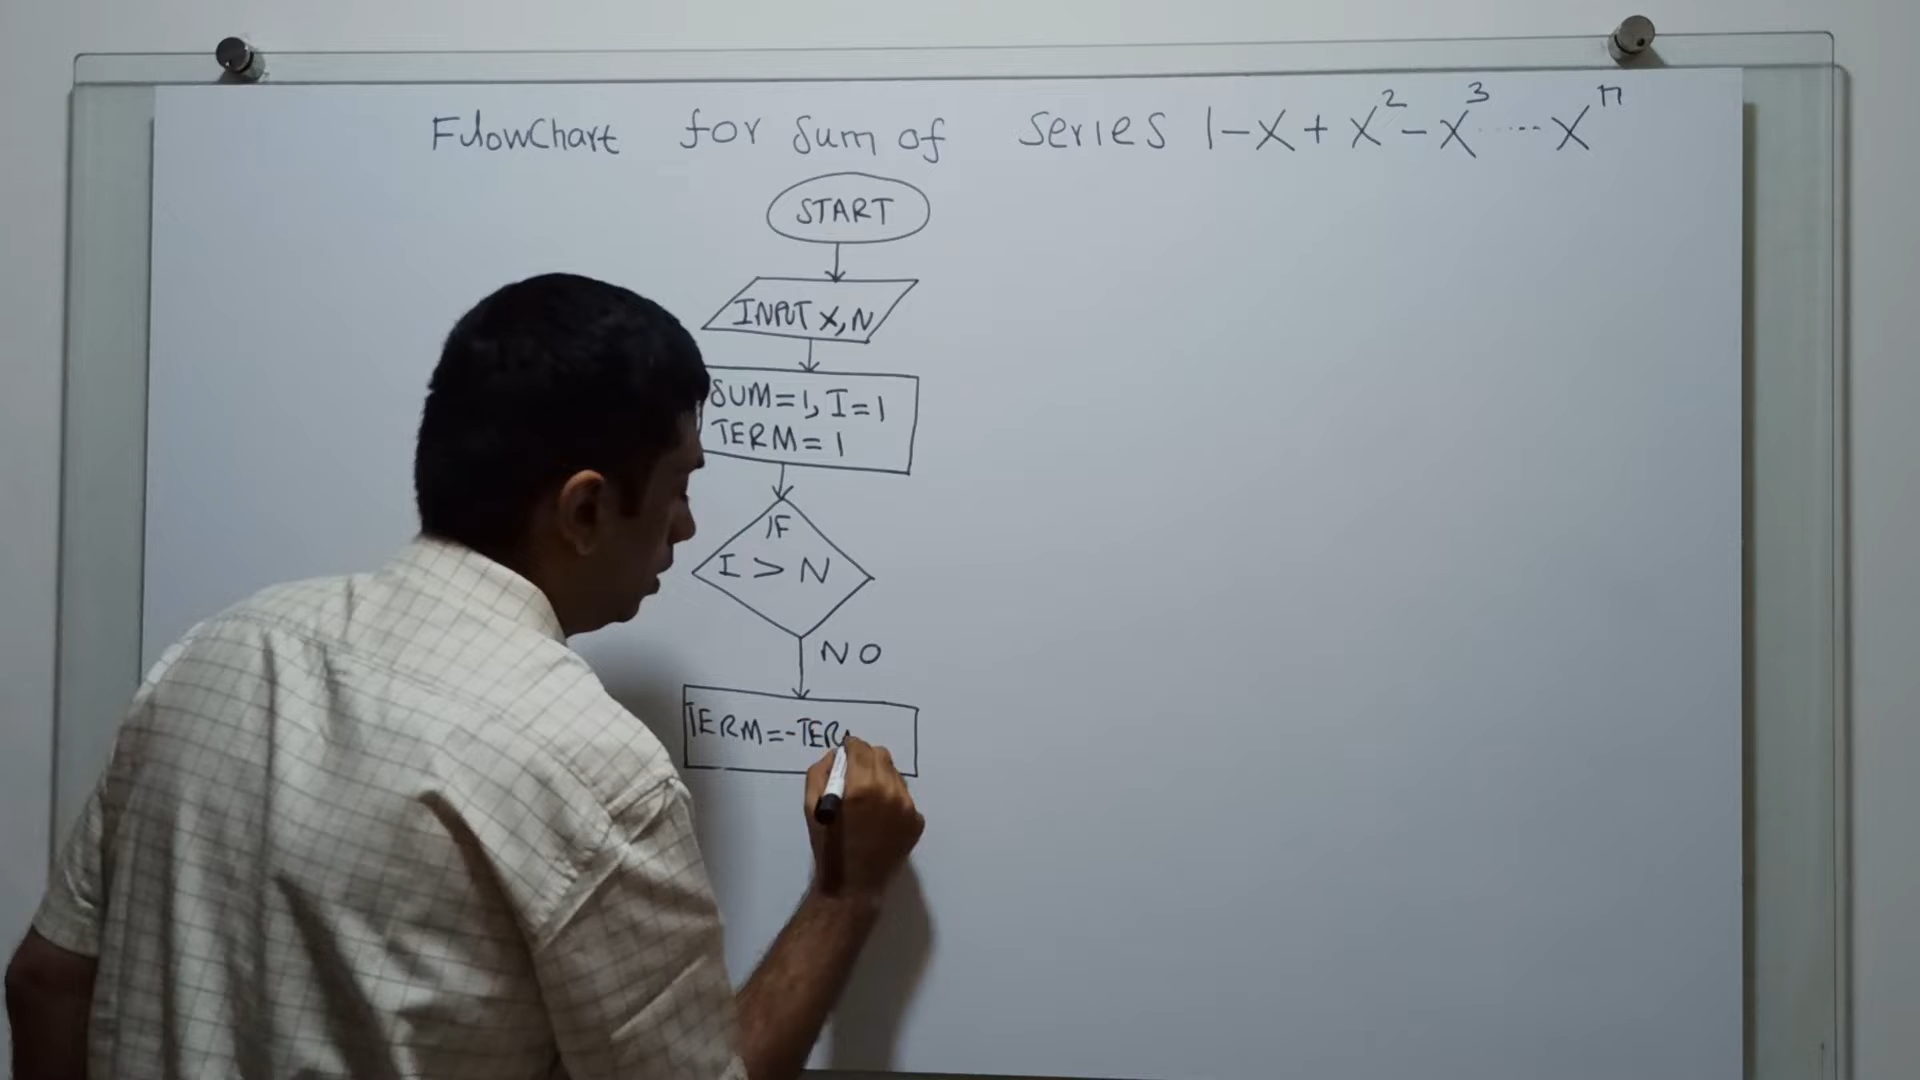 FlowChart for Sum of Series 1-X+X²-X³.....Xⁿ
START
INPUT X,N
SUM=1, I=1
TERM=1
IF
I > N
NO
TERM=-TERM